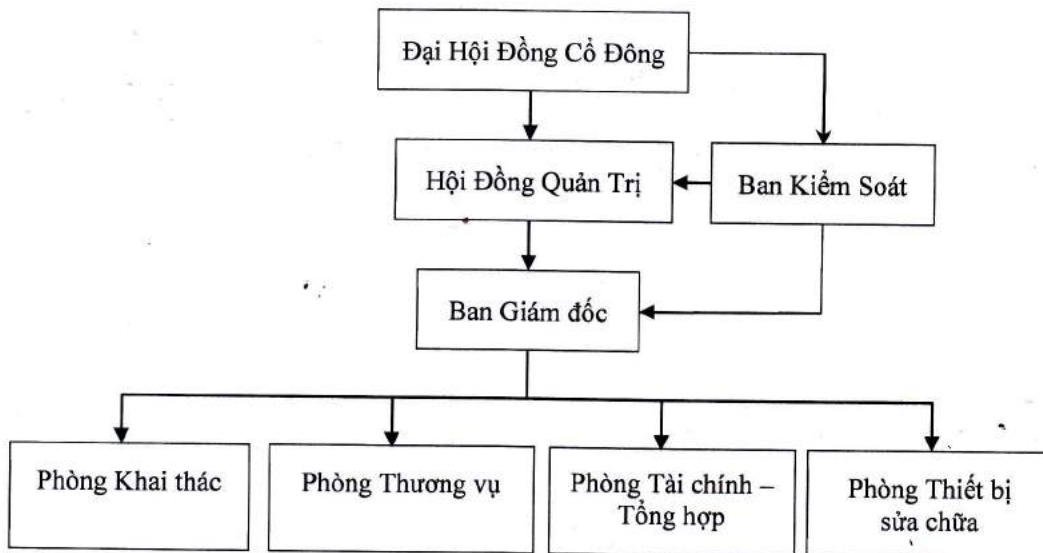 Đại Hội Đồng Cổ Đông
Hội Đồng Quản Trị
Ban Kiểm Soát
Ban Giám đốc
Phòng Khai thác
Phòng Thương vụ
Phòng Tài chính –
Tổng hợp
Phòng Thiết bị
sửa chữa